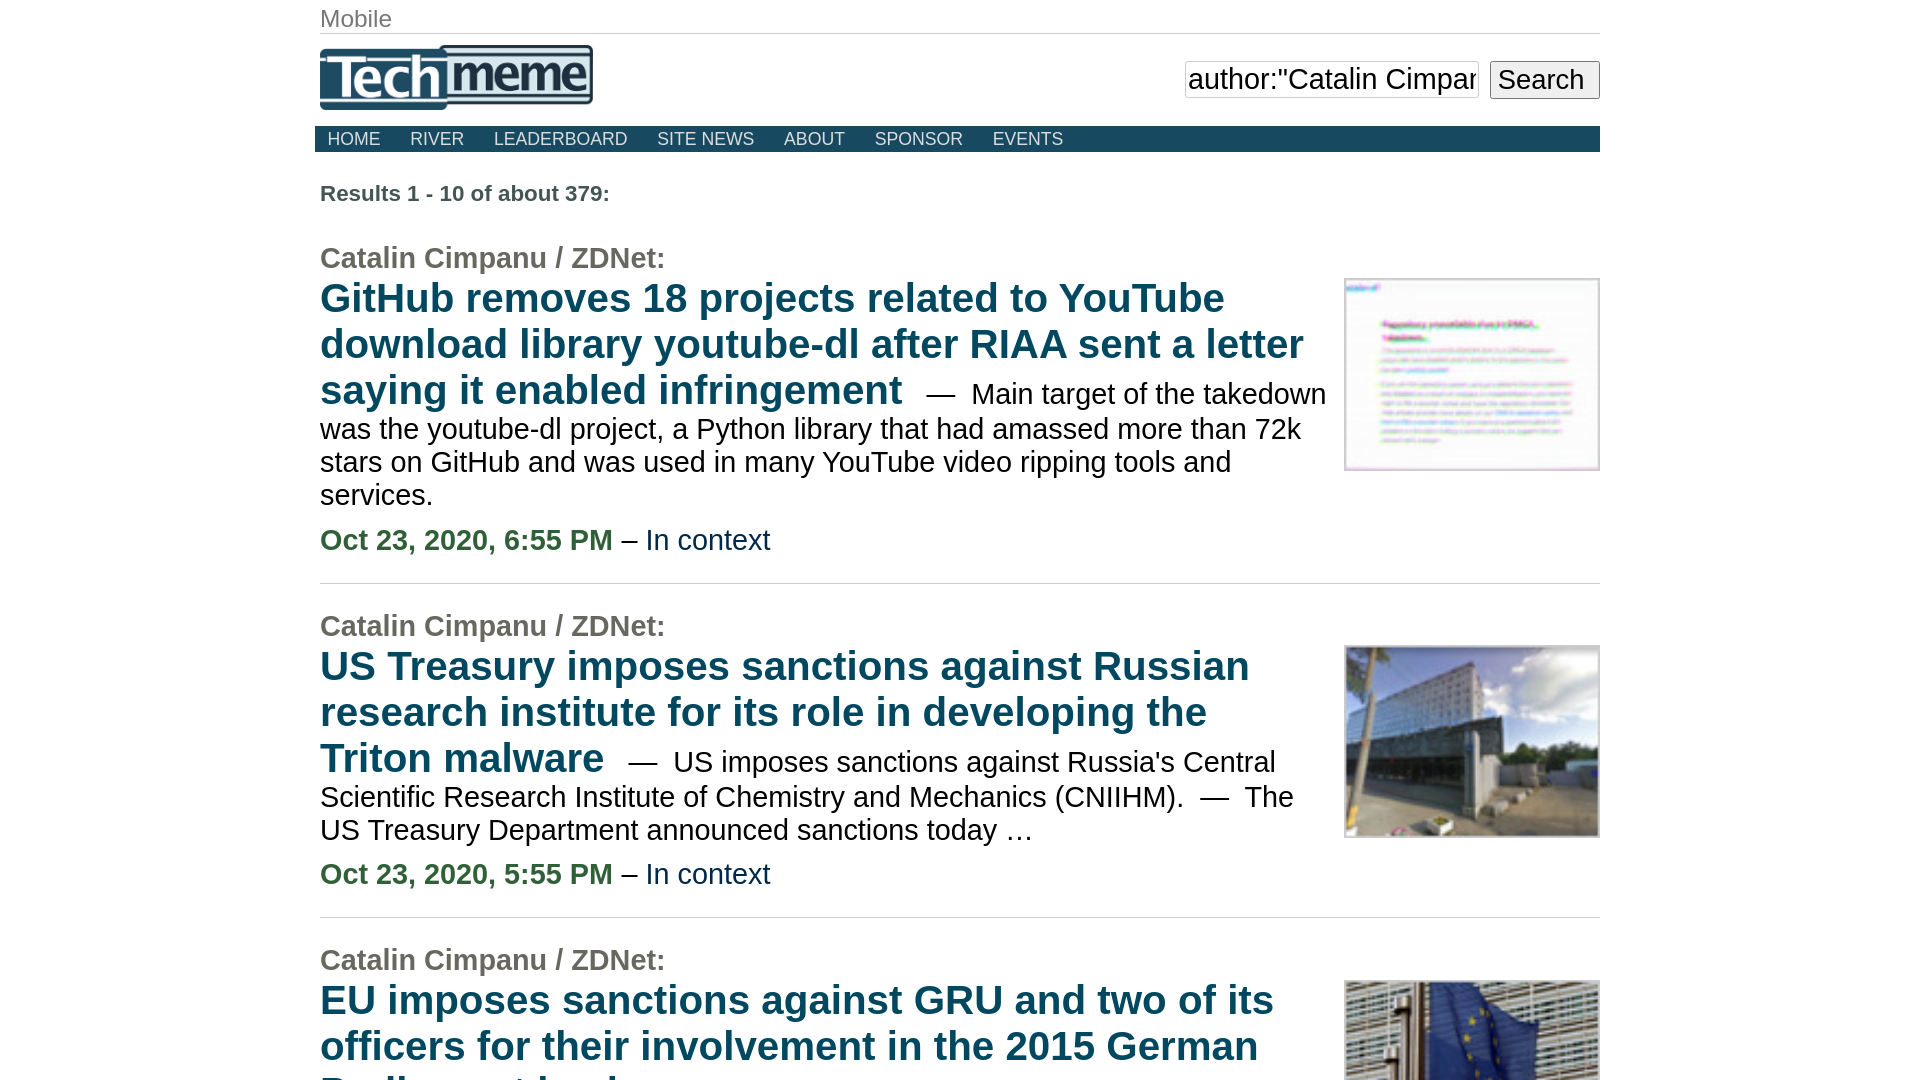 Mobile
Techmeme
author:"Catalin Cimpan
Search
HOME RIVER LEADERBOARD SITE NEWS ABOUT SPONSOR EVENTS
Results 1 - 10 of about 379:
Catalin Cimpanu / ZDNet:
GitHub removes 18 projects related to YouTube
download library youtube-dl after RIAA sent a letter
saying it enabled infringement — Main target of the takedown
was the youtube-dl project, a Python library that had amassed more than 72k
stars on GitHub and was used in many YouTube video ripping tools and
services.
Oct 23, 2020, 6:55 PM – In context
Catalin Cimpanu / ZDNet:
US Treasury imposes sanctions against Russian
research institute for its role in developing the
Triton malware — US imposes sanctions against Russia's Central
Scientific Research Institute of Chemistry and Mechanics (CNIIHM). — The
US Treasury Department announced sanctions today …
Oct 23, 2020, 5:55 PM – In context
Catalin Cimpanu / ZDNet:
EU imposes sanctions against GRU and two of its
officers for their involvement in the 2015 German